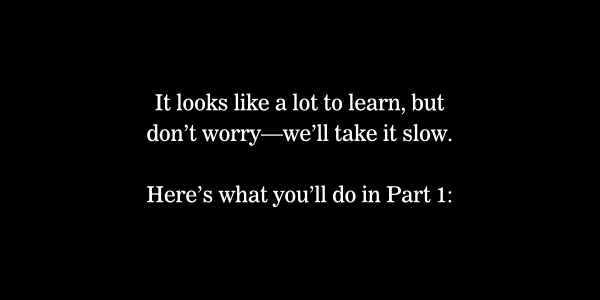 It looks like a lot to learn, but
don’t worry—we’ll take it slow.
Here’s what you’ll do in Part 1: